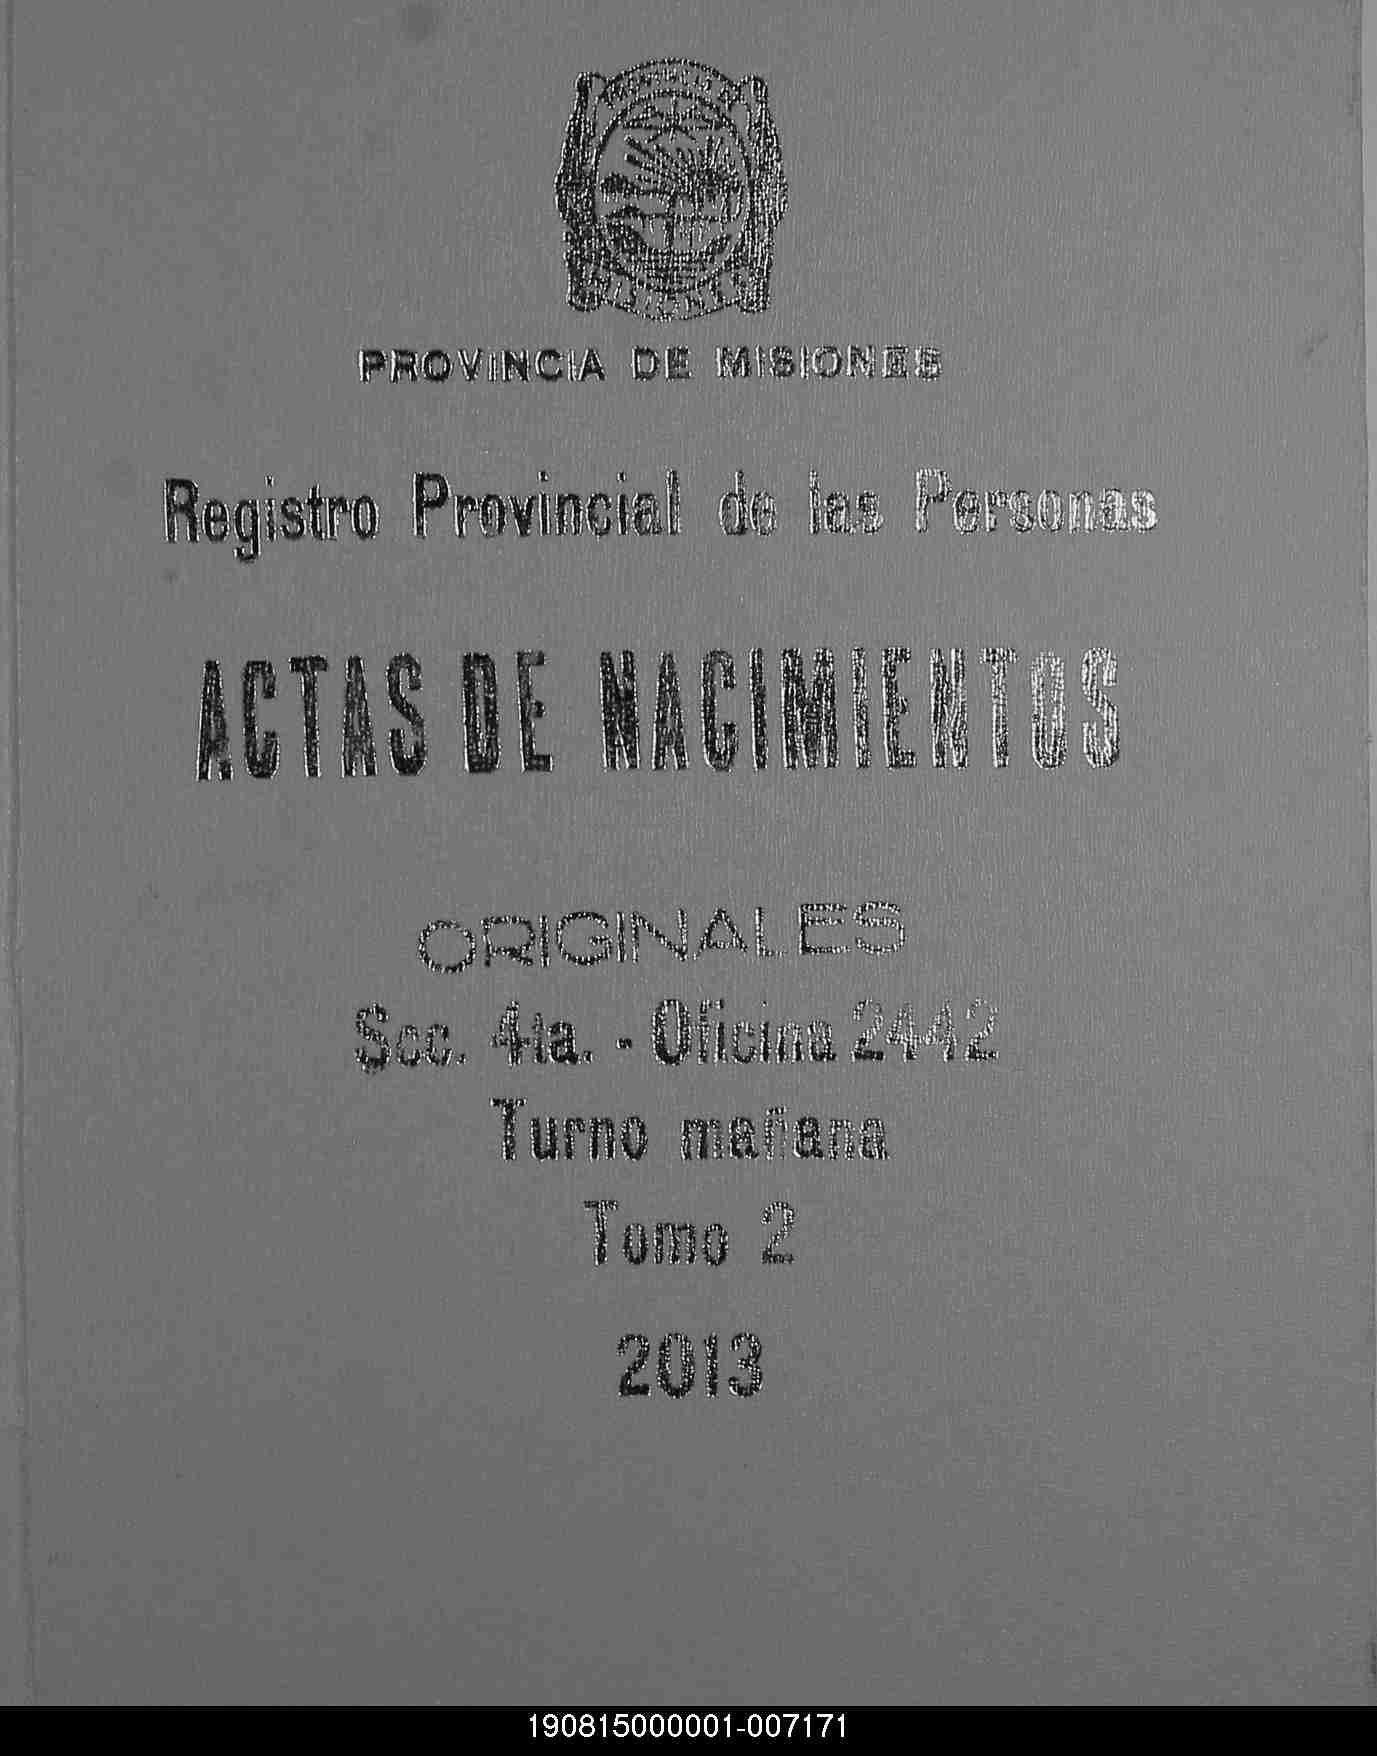 PROVINCIA DE MISIONES
Registro Provincial de las Personas
ACTAS DE NACIMIENTOS
ORIGINALES
Scc. 4ta. - Oficina 2442
Turno mañana
Tomo 2
2013
190815000001-007171